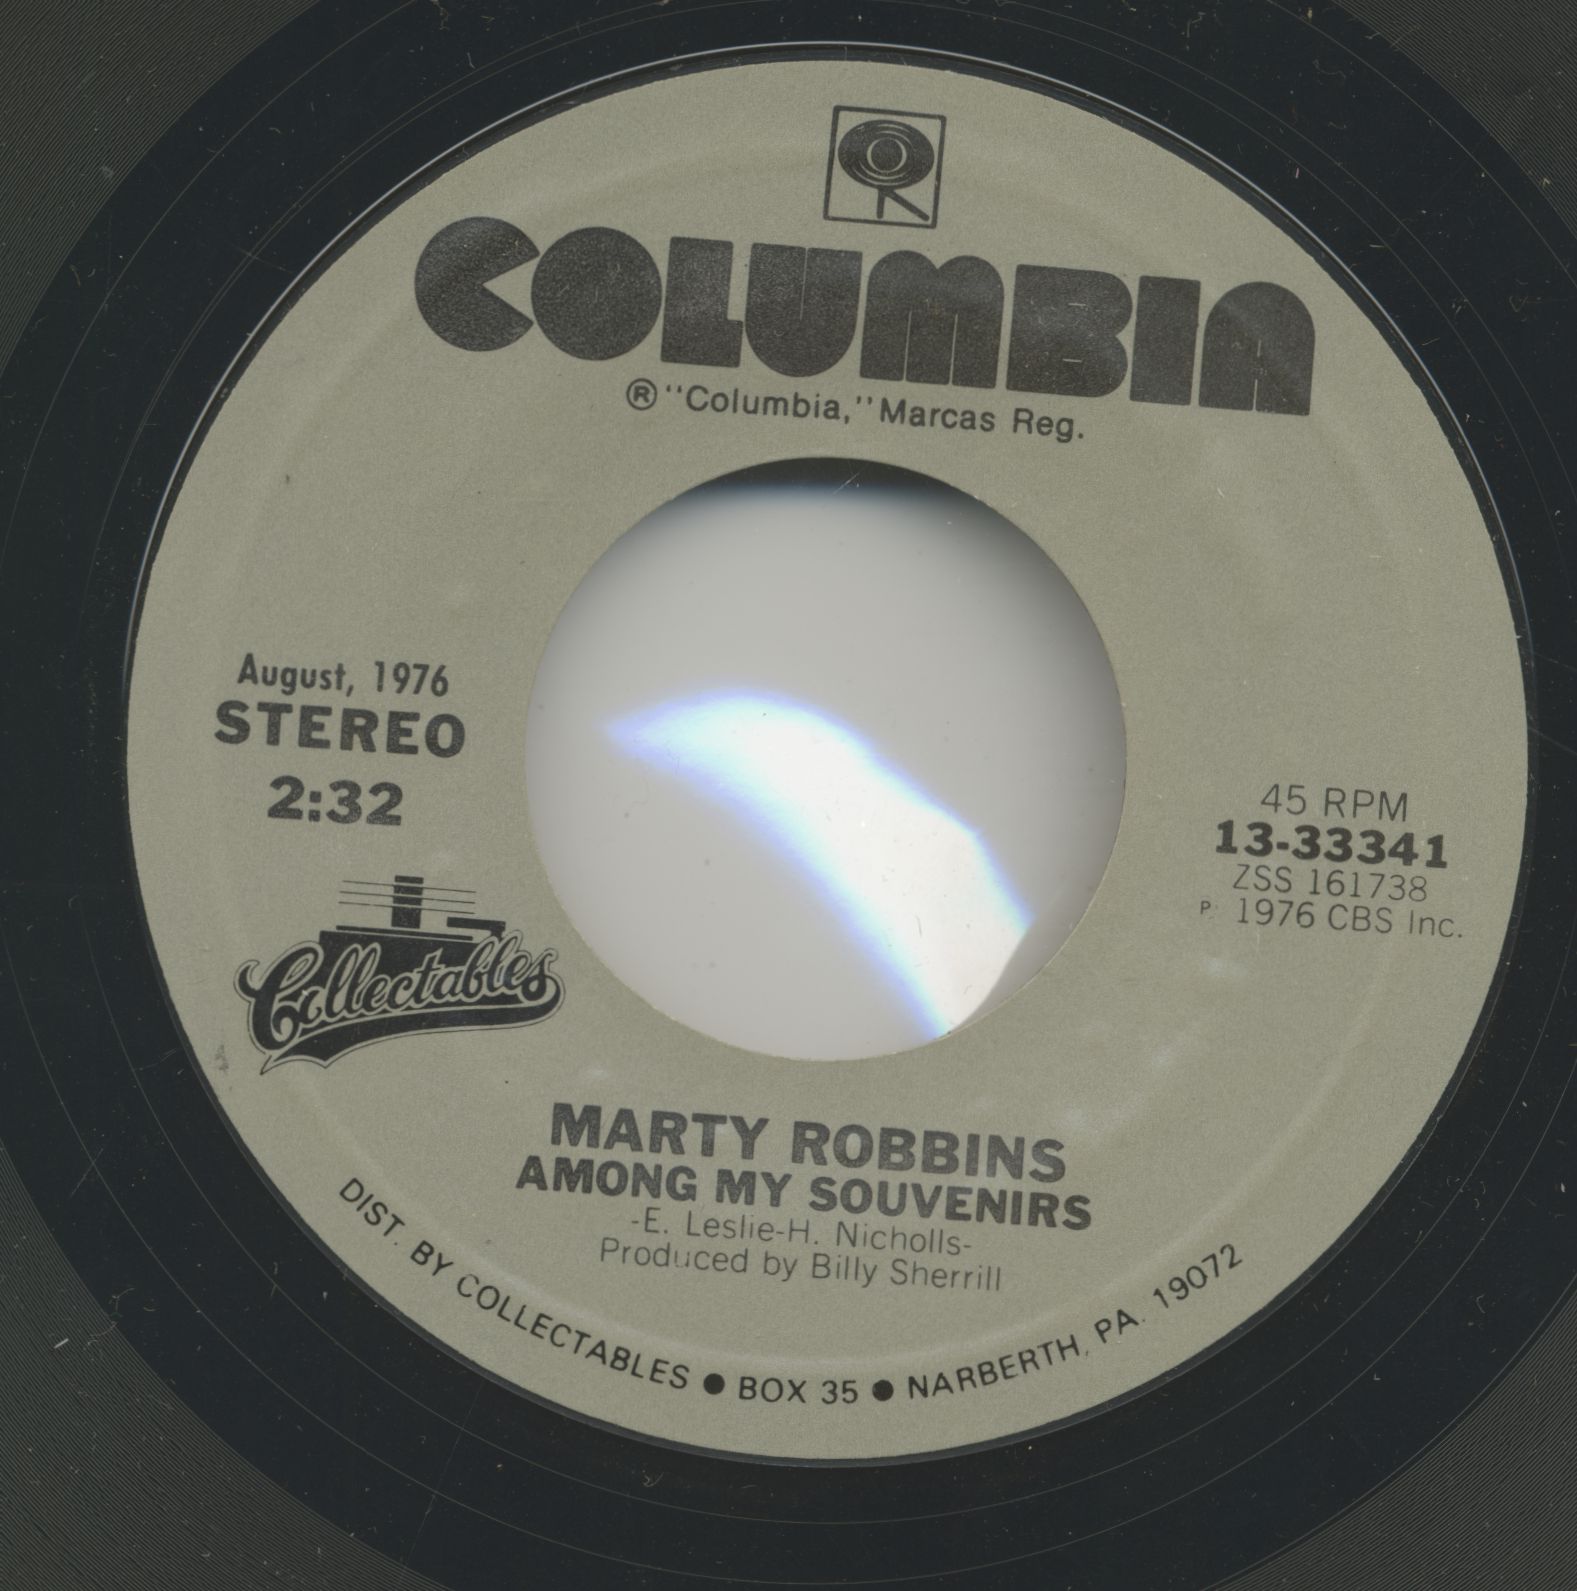 COLUMBIA
® "Columbia," Marcas Reg.
August, 1976
STEREO
2:32
45 RPM
13-33341
ZSS 161738
P 1976 CBS Inc.
Collectables
MARTY ROBBINS
AMONG MY SOUVENIRS
-E. Leslie-H. Nicholls-
Produced by Billy Sherrill
DIST. BY COLLECTABLES ● BOX 35 ● NARBERTH, PA. 19072